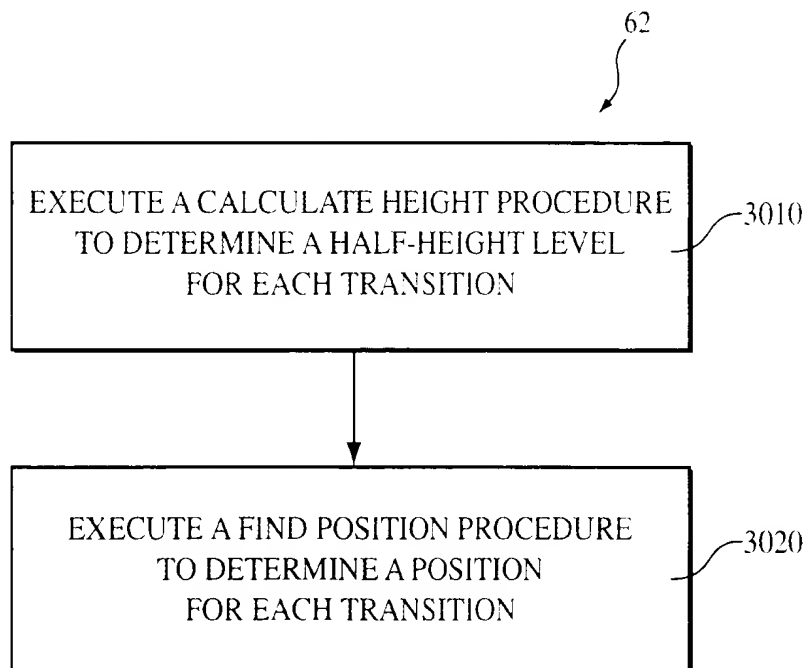 62
EXECUTE A CALCULATE HEIGHT PROCEDURE
TO DETERMINE A HALF-HEIGHT LEVEL
FOR EACH TRANSITION
3010
EXECUTE A FIND POSITION PROCEDURE
TO DETERMINE A POSITION
FOR EACH TRANSITION
3020